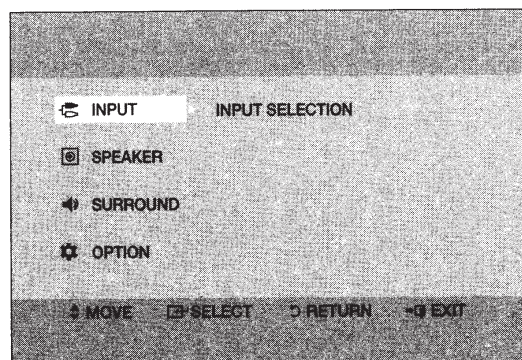 INPUT INPUT SELECTION
SPEAKER
SURROUND
OPTION
MOVE SELECT RETURN EXIT